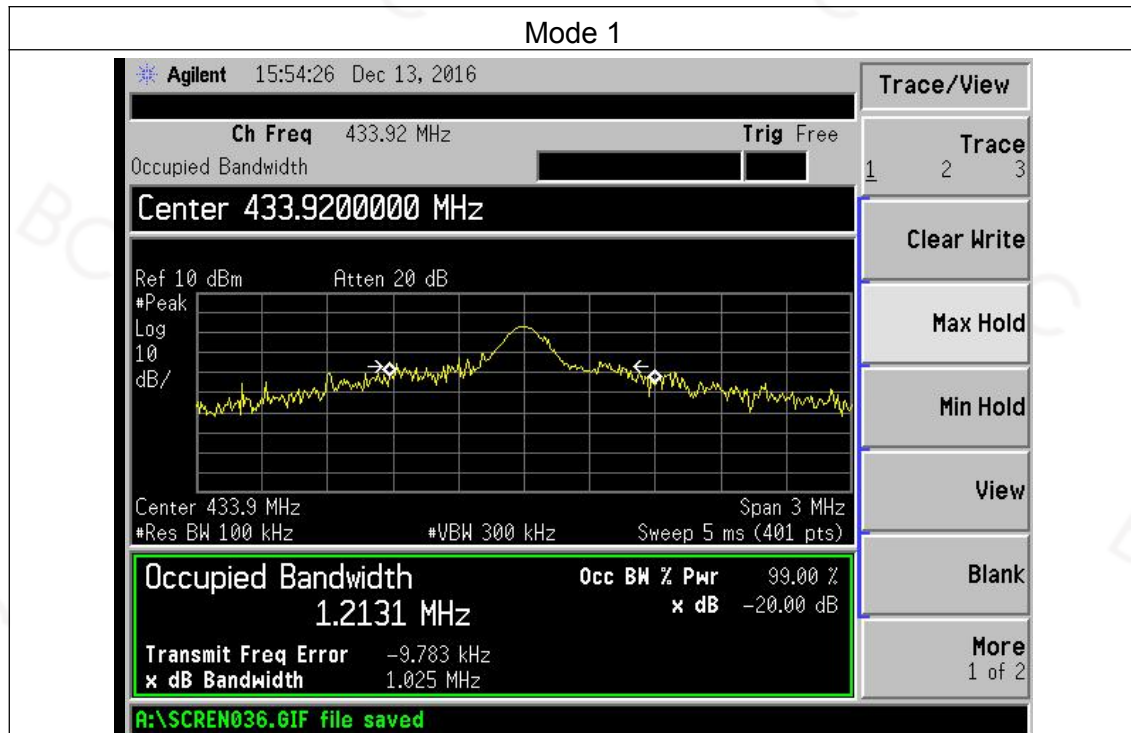 Mode 1
Agilent 15:54:26 Dec 13, 2016
Trace/View
Ch Freq 433.92 MHz Trig Free
Occupied Bandwidth
Trace
1 2 3
Center 433.9200000 MHz
Clear Write
Ref 10 dBm Atten 20 dB
#Peak
Log
10
dB/
Max Hold
Min Hold
View
Center 433.9 MHz Span 3 MHz
#Res BW 100 kHz #VBW 300 kHz Sweep 5 ms (401 pts)
Occupied Bandwidth Occ BW % Pwr 99.00 %
1.2131 MHz x dB -20.00 dB
Blank
Transmit Freq Error -9.783 kHz
x dB Bandwidth 1.025 MHz
More
1 of 2
A:\SCREN036.GIF file saved